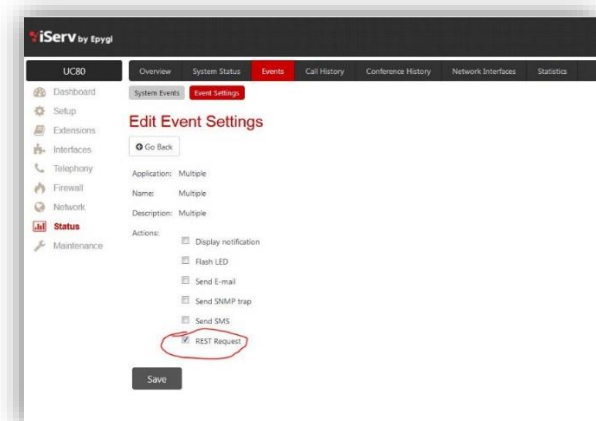 iServ by Epygi
UC80
Overview System Status Events Call History Conference History Network Interfaces Statistics
System Events Event Settings
Dashboard
Setup
Extensions
Interfaces
Telephony
Firewall
Network
Status
Maintenance
Edit Event Settings
Go Back
Application: Multiple
Name: Multiple
Description: Multiple
Actions:
Display notification
Flash LED
Send E-mail
Send SNMP trap
Send SMS
REST Request
Save